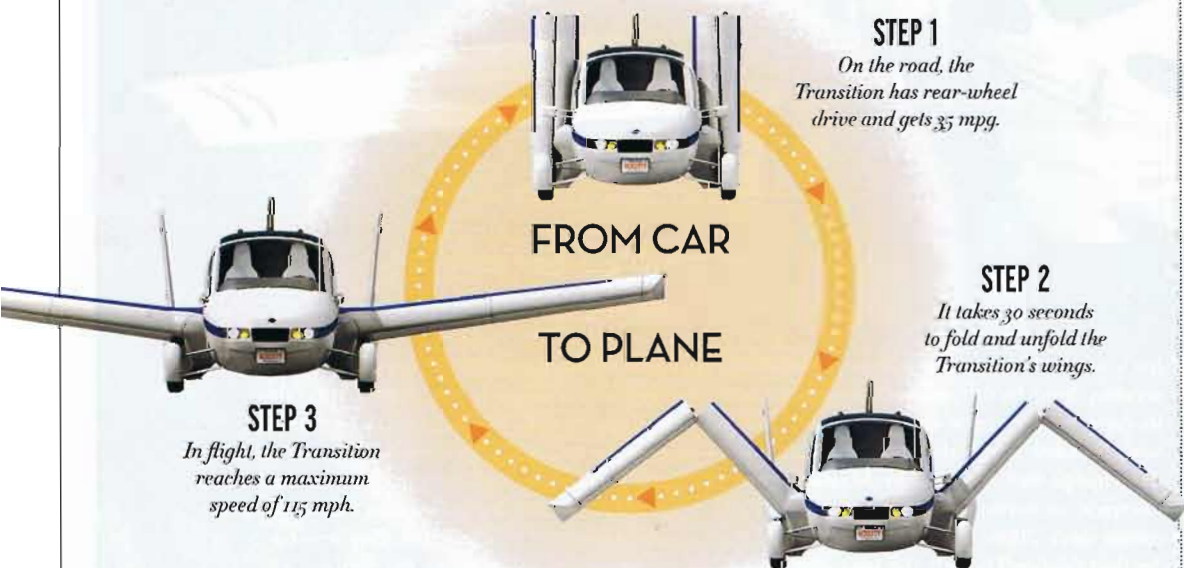 STEP 1
On the road, the
Transition has rear-wheel
drive and gets 35 mpg.
FROM CAR
TO PLANE
STEP 2
It takes 30 seconds
to fold and unfold the
Transition's wings.
STEP 3
In flight, the Transition
reaches a maximum
speed of 115 mph.